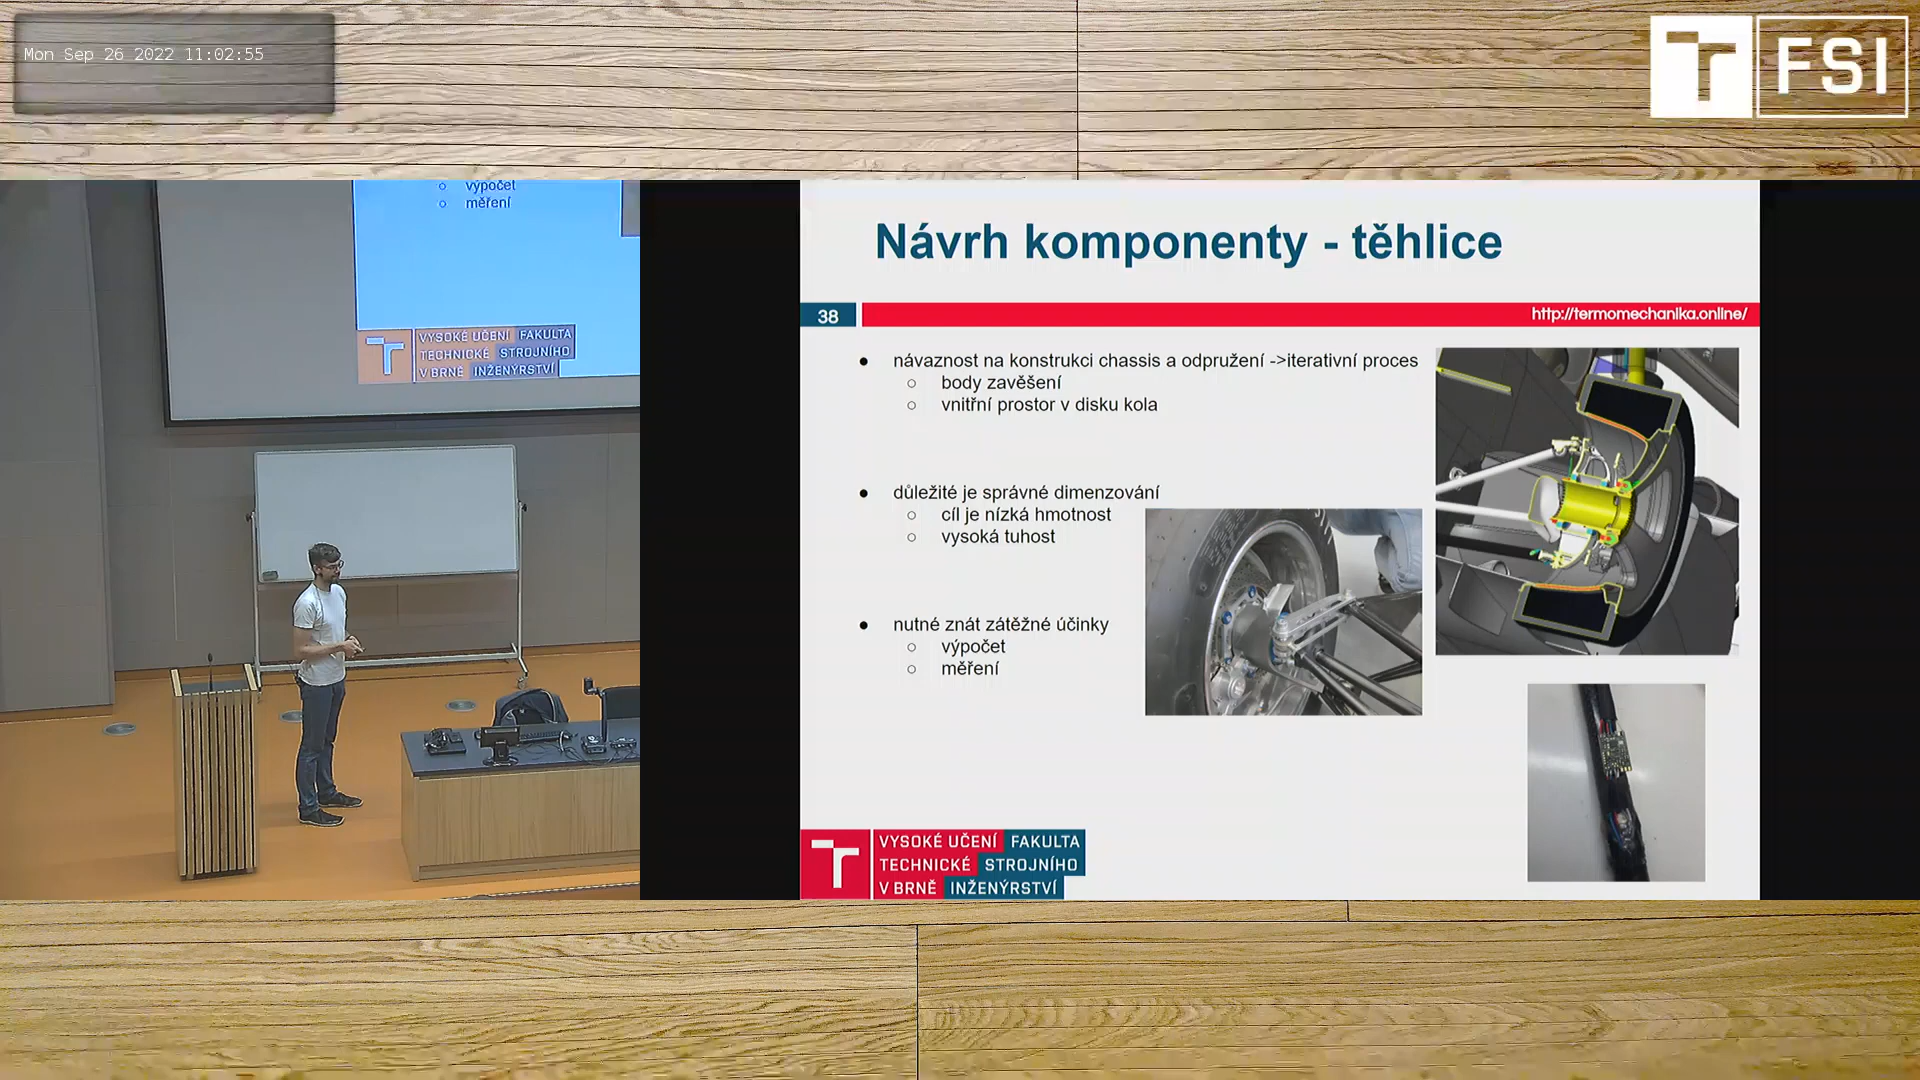 Mon Sep 26 2022 11:02:55
FSI
výpočet
měření
VYSOKÉ UČENÍ FAKULTA
TECHNICKÉ STROJNÍHO
V BRNĚ INŽENÝRSTVÍ
Návrh komponenty - těhlice
38
http://termomechanika.online/
● návaznost na konstrukci chassis a odpružení ->iterativní proces
○ body zavěšení
○ vnitřní prostor v disku kola
● důležité je správné dimenzování
○ cíl je nízká hmotnost
○ vysoká tuhost
● nutné znát zátěžné účinky
○ výpočet
○ měření
VYSOKÉ UČENÍ FAKULTA
TECHNICKÉ STROJNÍHO
V BRNĚ INŽENÝRSTVÍ